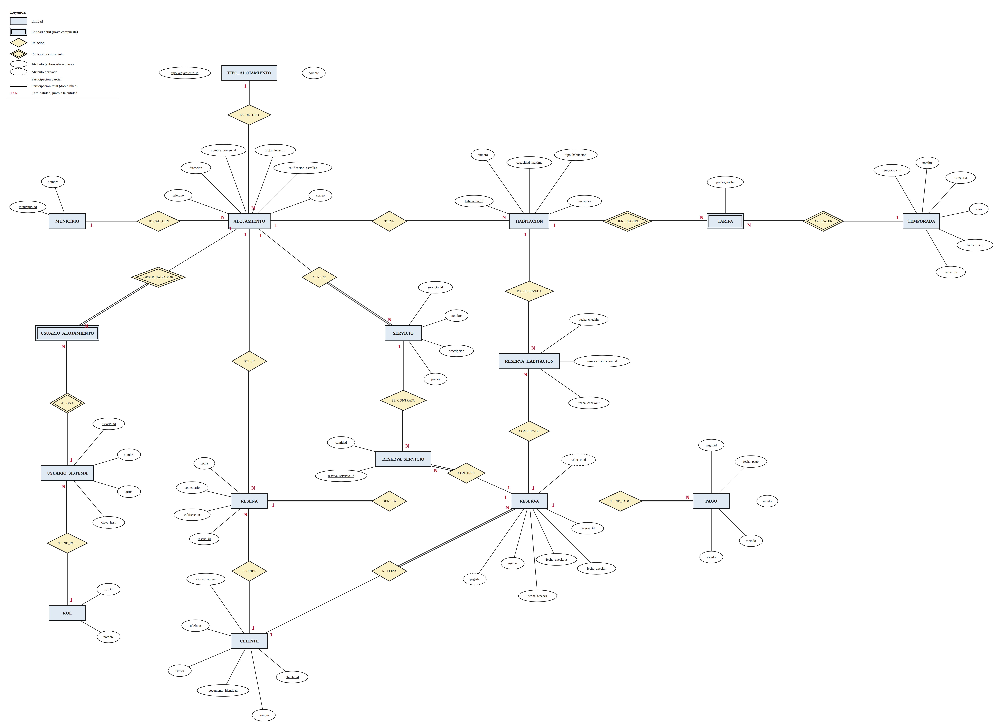 Leyenda
Entidad
Entidad débil (llave compuesta)
Relación
Relación identificante
Atributo (subrayado = clave)
Atributo derivado
Participación parcial
Participación total (doble línea)
1 / N Cardinalidad, junto a la entidad
tipo_alojamiento_id
TIPO_ALOJAMIENTO
nombre
1
ES_DE_TIPO
nombre_comercial
alojamiento_id
direccion
calificacion_estrellas
telefono
correo
N
nombre
municipio_id
MUNICIPIO
1
UBICADO_EN
N
ALOJAMIENTO
1
1
1
1
TIENE
numero
capacidad_maxima
tipo_habitacion
habitacion_id
descripcion
N
HABITACION
1
1
TIENE_TARIFA
precio_noche
N
TARIFA
N
APLICA_EN
temporada_id
nombre
categoria
anio
1
TEMPORADA
fecha_inicio
fecha_fin
GESTIONADO_POR
OFRECE
servicio_id
nombre
ES_RESERVADA
N
USUARIO_ALOJAMIENTO
N
N
SERVICIO
1
descripcion
precio
fecha_checkin
N
RESERVA_HABITACION
reserva_habitacion_id
N
fecha_checkout
SOBRE
SE_CONTRATA
ASIGNA
usuario_id
nombre
1
USUARIO_SISTEMA
N
correo
clave_hash
COMPRENDE
cantidad
N
RESERVA_SERVICIO
N
reserva_servicio_id
CONTIENE
valor_total
pago_id
fecha_pago
fecha
comentario
N
RESENA
1
N
calificacion
resena_id
GENERA
1
1
1
RESERVA
N
1
TIENE_PAGO
N
PAGO
monto
metodo
estado
reserva_id
fecha_checkout
fecha_checkin
estado
pagada
fecha_reserva
TIENE_ROL
ESCRIBE
REALIZA
rol_id
1
ROL
nombre
ciudad_origen
telefono
1
1
CLIENTE
correo
cliente_id
documento_identidad
nombre